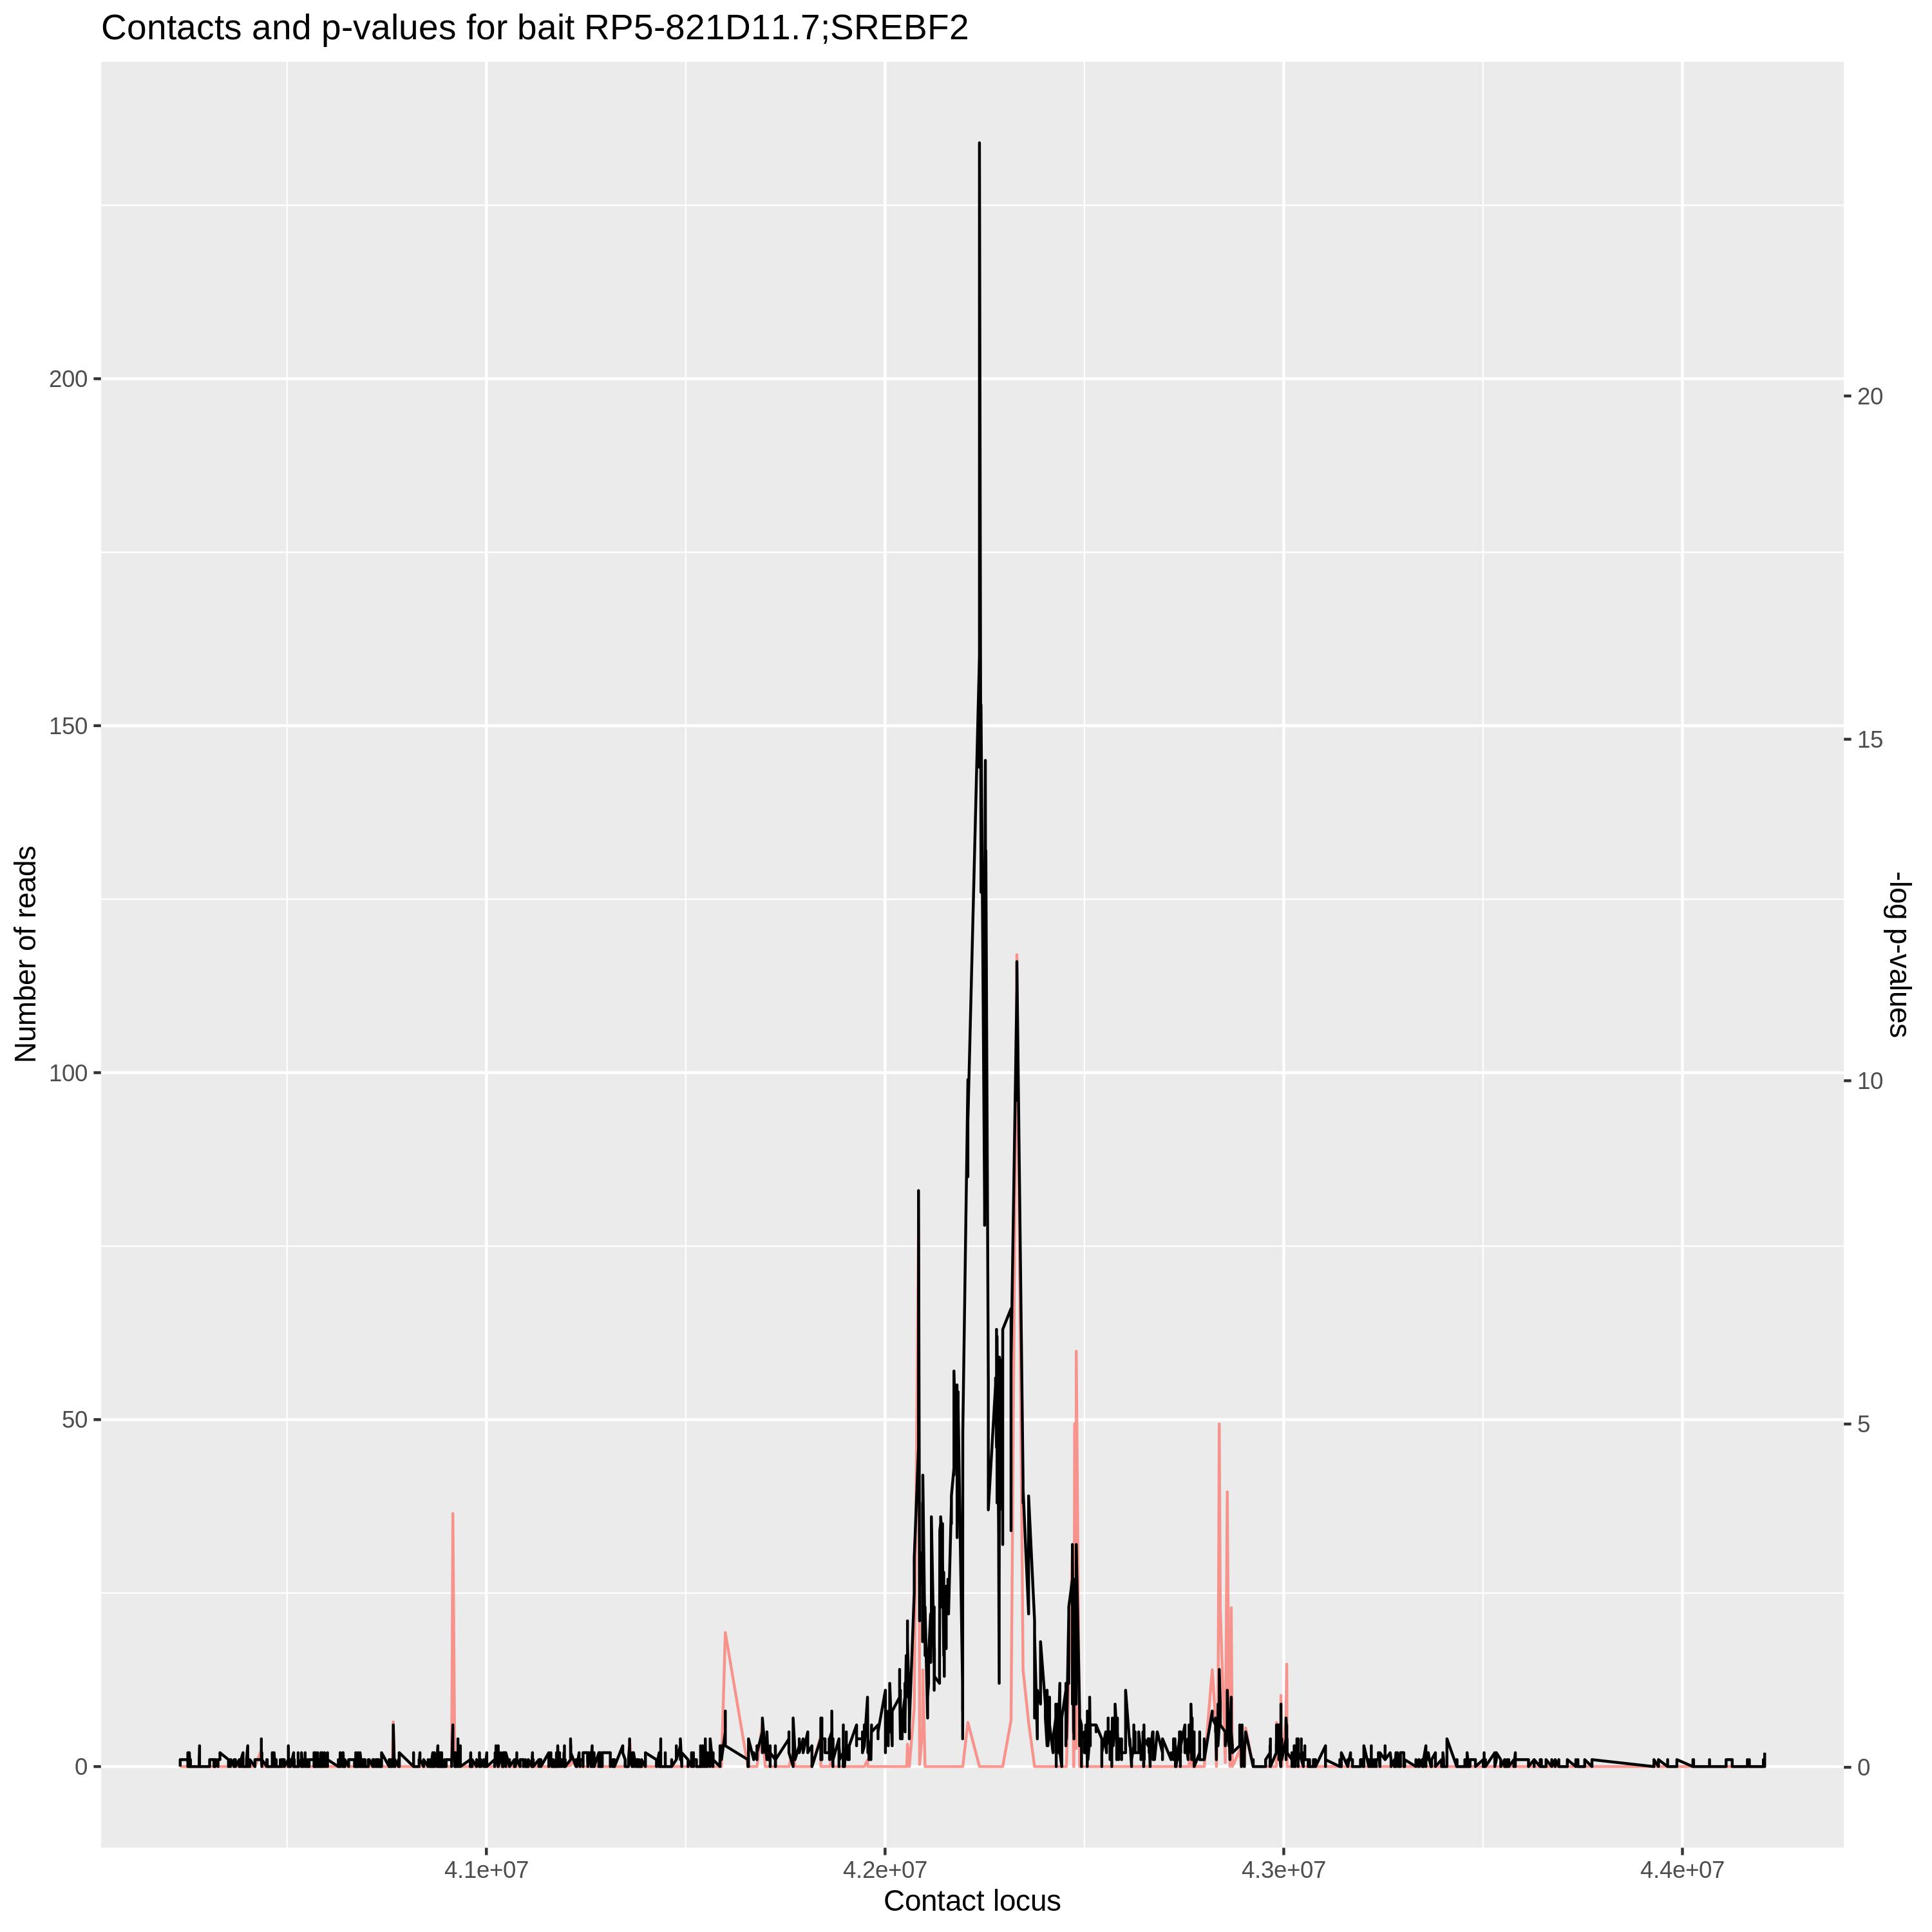 Contacts and p-values for bait RP5-821D11.7;SREBF2
Number of reads
200
150
100
50
0
20
15
10
5
0
-log p-values
4.1e+07 4.2e+07 4.3e+07 4.4e+07
Contact locus